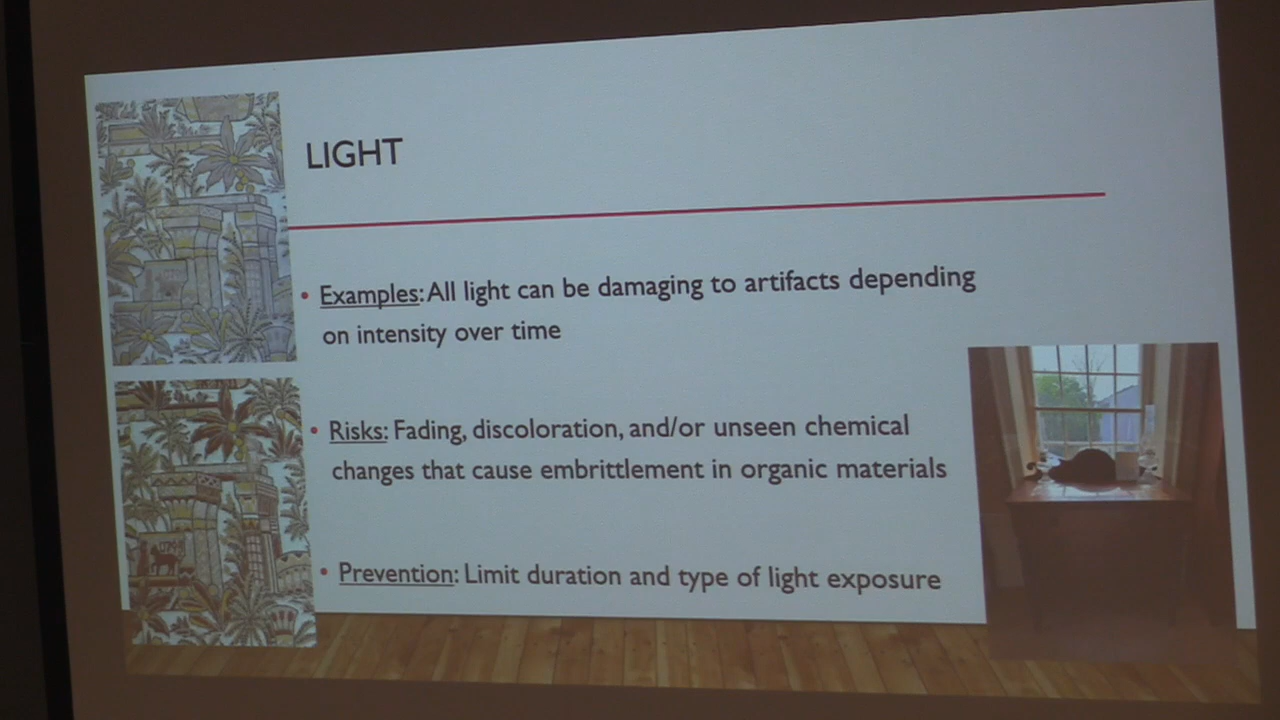 LIGHT
• Examples: All light can be damaging to artifacts depending
on intensity over time
• Risks: Fading, discoloration, and/or unseen chemical
changes that cause embrittlement in organic materials
• Prevention: Limit duration and type of light exposure